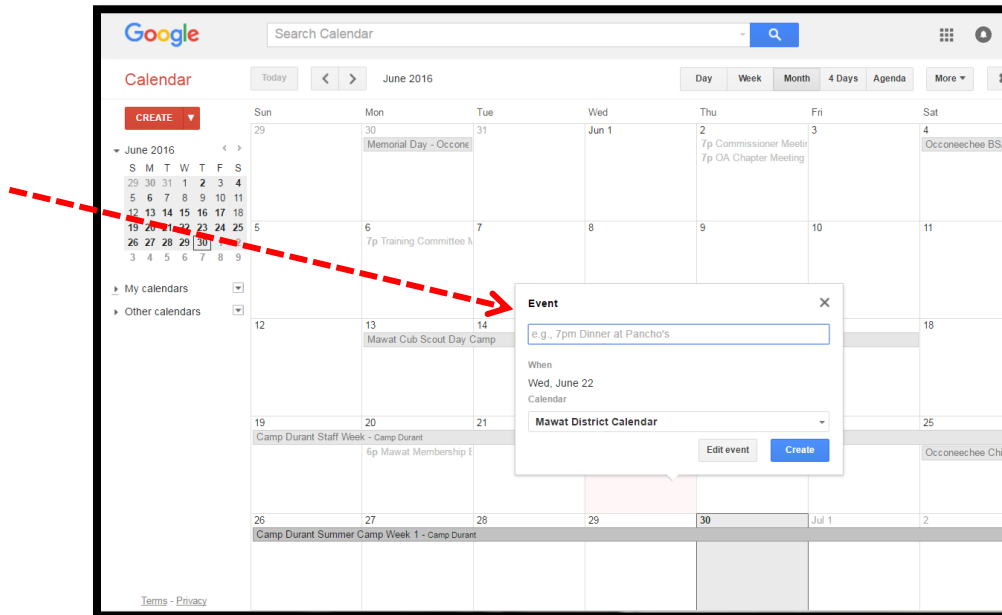 Google Search Calendar
Calendar Today < > June 2016 Day Week Month 4 Days Agenda More
CREATE
June 2016 < >
S M T W T F S
29 30 31 1 2 3 4
5 6 7 8 9 10 11
12 13 14 15 16 17 18
19 20 21 22 23 24 25
26 27 28 29 30 1 2
3 4 5 6 7 8 9
My calendars
Other calendars
Terms - Privacy
Sun Mon Tue Wed Thu Fri Sat
29 30 31 Jun 1 2 3 4
Memorial Day - Occone
7p Commissioner Meetin
7p OA Chapter Meeting
Occoneechee BS
5 6 7 8 9 10 11
7p Training Committee M
12 13 14 18
Mawat Cub Scout Day Camp
19 20 21 25
Camp Durant Staff Week - Camp Durant
6p Mawat Membership E
Occoneechee Chi
26 27 28 29 30 Jul 1 2
Camp Durant Summer Camp Week 1 - Camp Durant
Event
e.g., 7pm Dinner at Pancho's
When
Wed, June 22
Calendar
Mawat District Calendar
Edit event Create